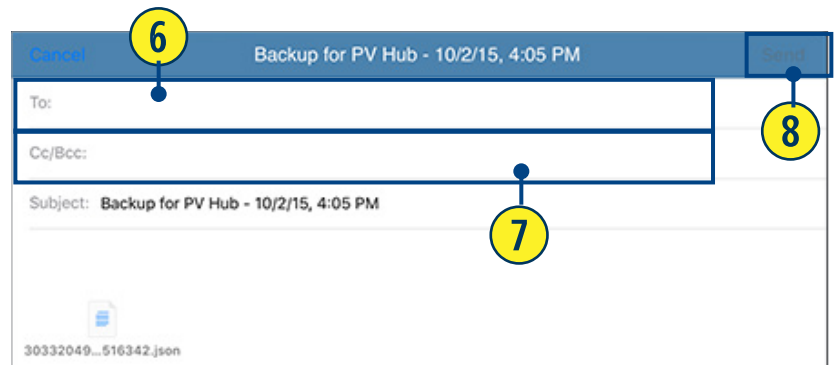 6
Cancel Backup for PV Hub - 10/2/15, 4:05 PM Send
To:
8
Cc/Bcc:
Subject: Backup for PV Hub - 10/2/15, 4:05 PM
7
30332049...516342.json